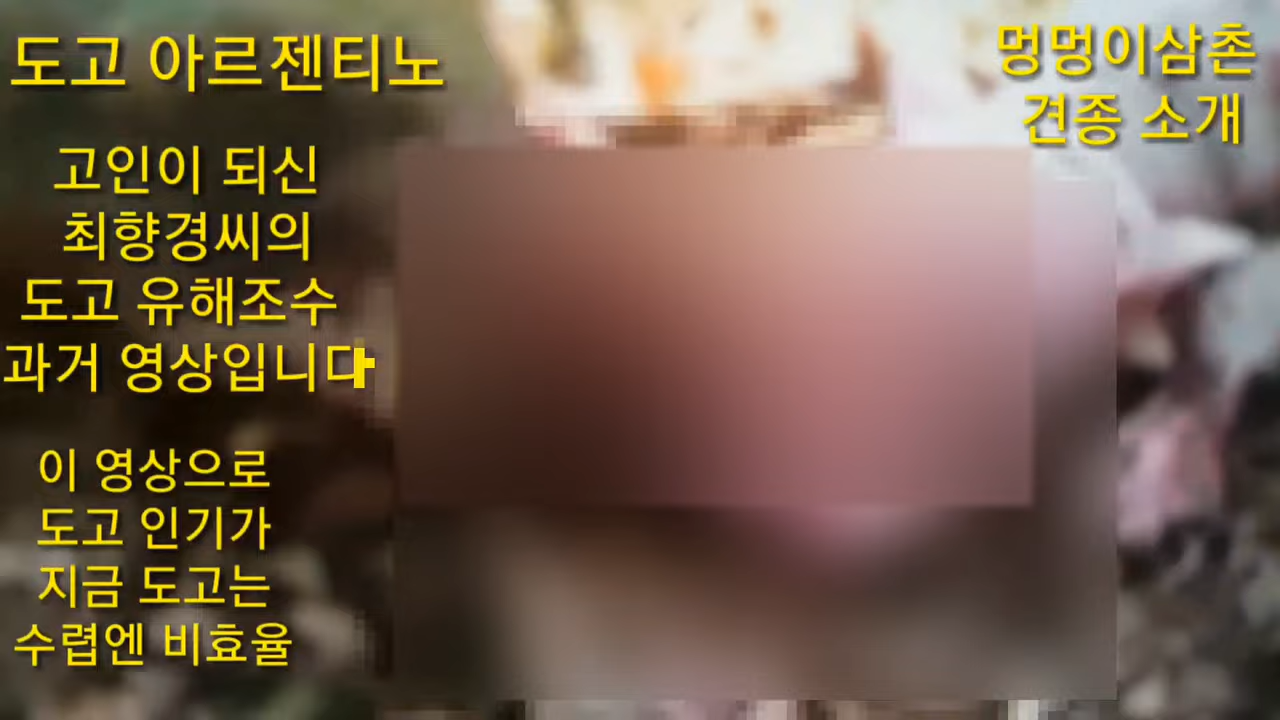 도고 아르젠티노
멍멍이삼촌
견종 소개
고인이 되신
최향경씨의
도고 유해조수
과거 영상입니다
이 영상으로
도고 인기가
지금 도고는
수렵엔 비효율